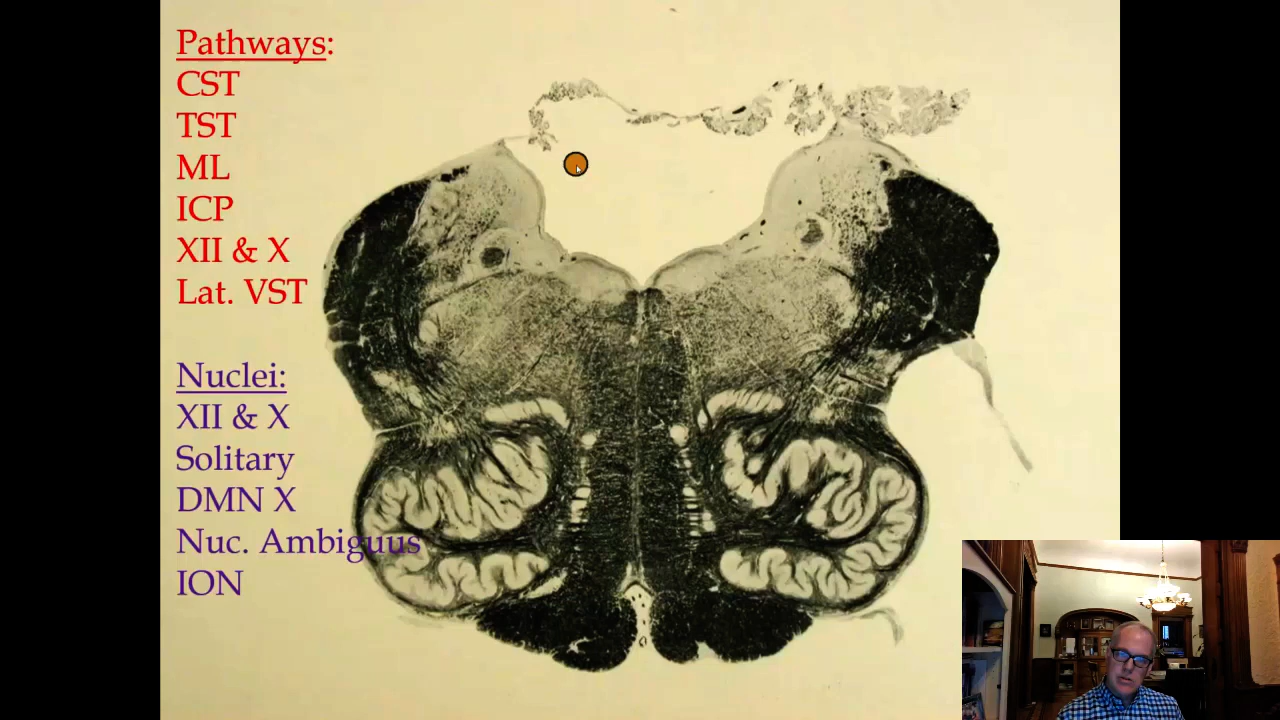 Pathways:
CST
TST
ML
ICP
XII & X
Lat. VST
Nuclei:
XII & X
Solitary
DMN X
Nuc. Ambiguus
ION